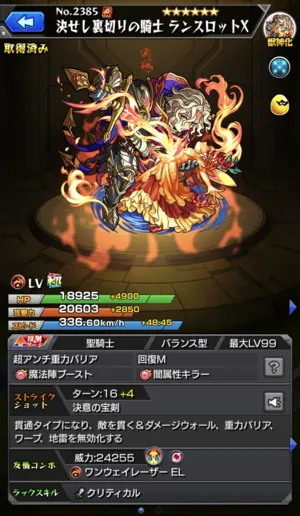 No.2385
決せし裏切りの騎士 ランスロットX
取得済み
獣神化
LV 極
HP 18925 +4900
攻撃力 20603 +2850
スピード 336.60km/h +48.45
反射 聖騎士 バランス型 最大LV99
超アンチ重力バリア 回復M
魔法陣ブースト 闇属性キラー
?
ストライクショット ターン:16 +4
決意の宝剣
貫通タイプになり、敵を貫く&ダメージウォール、重力バリア、
ワープ、地雷を無効化する
友情コンボ 威力:24255
ワンウェイレーザー EL
ラックスキル クリティカル